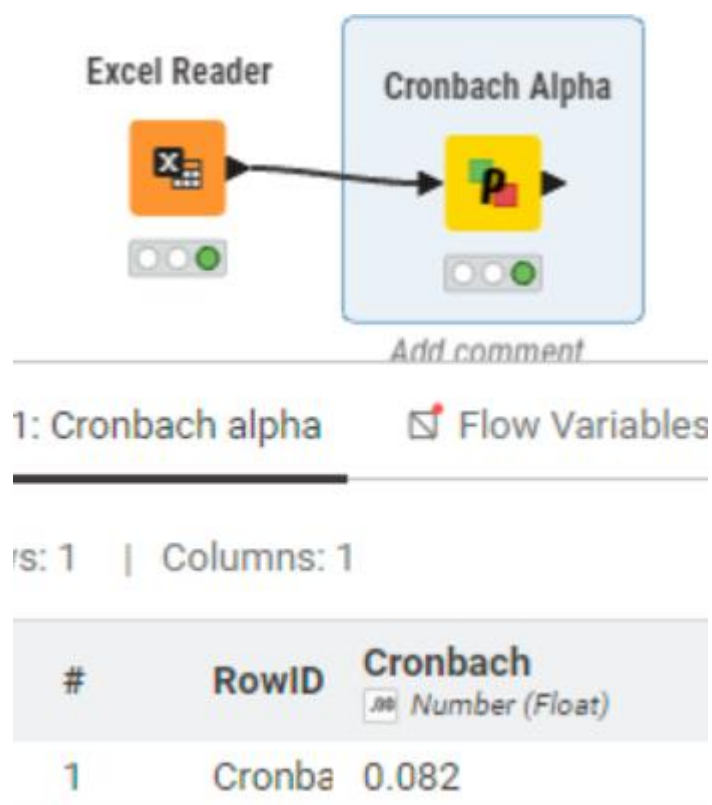 Excel Reader
Cronbach Alpha
Add comment
1: Cronbach alpha
Flow Variables
s: 1 | Columns: 1
# RowID Cronbach
Number (Float)
1 Cronba 0.082